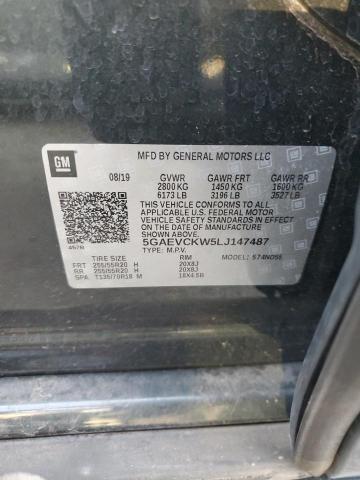 GM
MFD BY GENERAL MOTORS LLC
08/19 GVWR GAWR FRT GAWR RR
2800 KG 1450 KG 1600 KG
6173 LB 3196 LB 3527 LB
THIS VEHICLE CONFORMS TO ALL
APPLICABLE U.S. FEDERAL MOTOR
VEHICLE SAFETY STANDARDS IN
EFFECT ON THE DATE OF
MANUFACTURE SHOWN ABOVE.
5GAEVCKW5LJ147487
TYPE: M.P.V.
TIRE SIZE RIM MODEL:
FRT 255/55R20 H 20X8J
RR 255/55R20 H 20X8J
SPA T135/70R18 M 18X4.5B